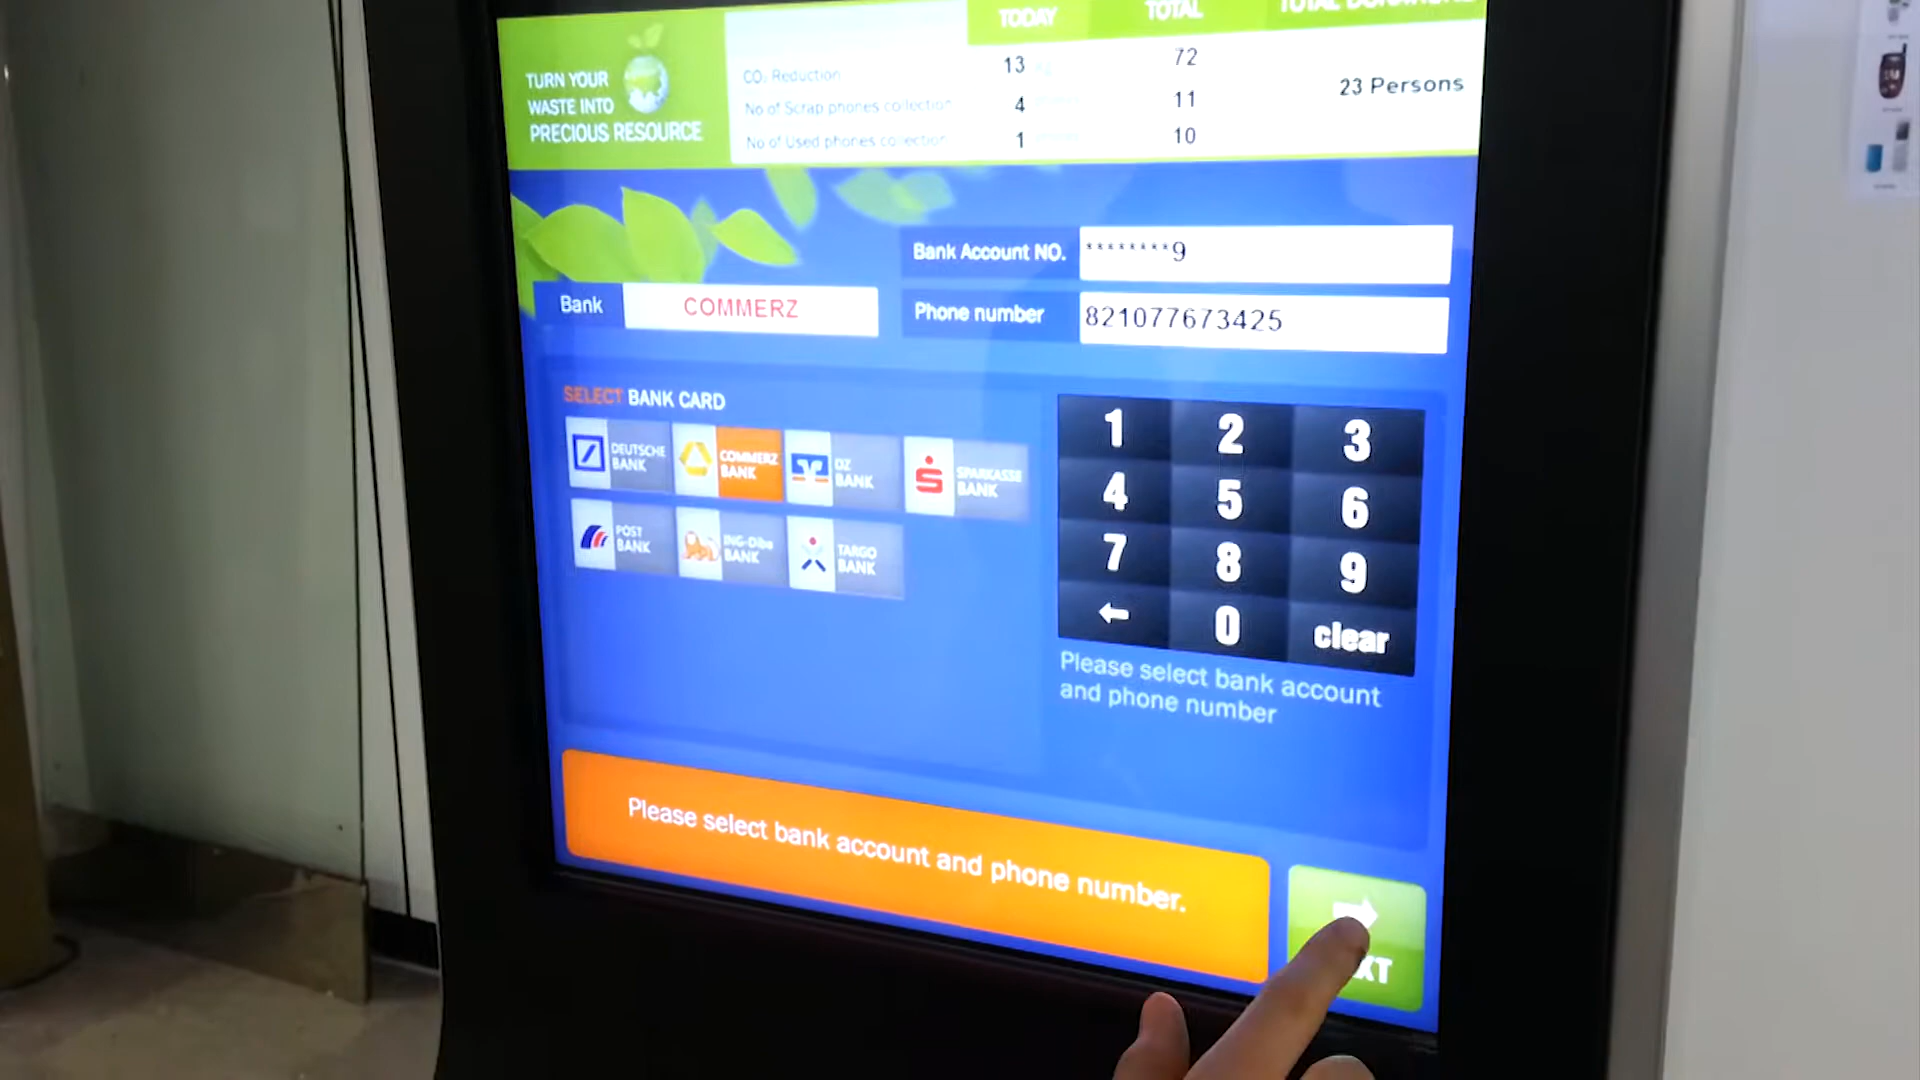 TODAY
TOTAL
TURN YOUR
WASTE INTO
PRECIOUS RESOURCE
CO₂ Reduction
13
72
No of Scrap phones collection
4
11
23 Persons
No of Used phones collection
1
10
Bank Account NO.
********9
Bank
COMMERZ
Phone number
821077673425
SELECT BANK CARD
DEUTSCHE
BANK
COMMERZ
BANK
DZ
BANK
SPARKASSE
BANK
POST
BANK
ING-DiBa
BANK
TARGO
BANK
1 2 3
4 5 6
7 8 9
← 0 clear
Please select bank account
and phone number
Please select bank account and phone number.
XT